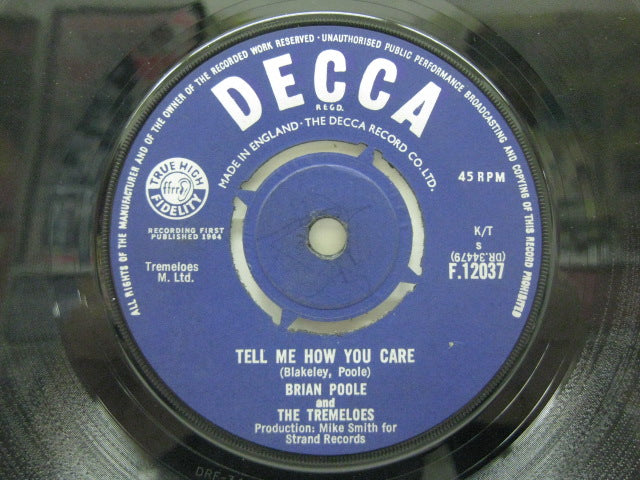 ALL RIGHTS OF THE MANUFACTURER AND OF THE OWNER OF THE RECORDED WORK RESERVED · UNAUTHORISED PUBLIC PERFORMANCE BROADCASTING AND COPYING OF THIS RECORD PROHIBITED
DECCA
REGD.
MADE IN ENGLAND · THE DECCA RECORD CO. LTD.
TRUE HIGH
ffrr
FIDELITY
45 RPM
RECORDING FIRST
PUBLISHED 1964
K/T
S
(DR.34479)
F.12037
Tremeloes
M. Ltd.
TELL ME HOW YOU CARE
(Blakeley, Poole)
BRIAN POOLE
and
THE TREMELOES
Production: Mike Smith for
Strand Records